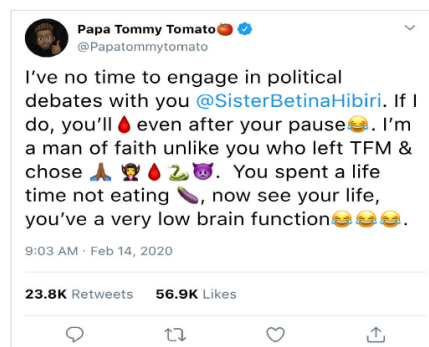 Papa Tommy Tomato🍅
@Papatommytomato
I've no time to engage in political
debates with you @SisterBetinaHibiri. If I
do, you'll🩸even after your pause😂. I'm
a man of faith unlike you who left TFM &
chose 🙏🏾 🧛🏻‍♀️🩸🐍😈. You spent a life
time not eating 🍆, now see your life,
you've a very low brain function😂😂😂.
9:03 AM · Feb 14, 2020
23.8K Retweets 56.9K Likes